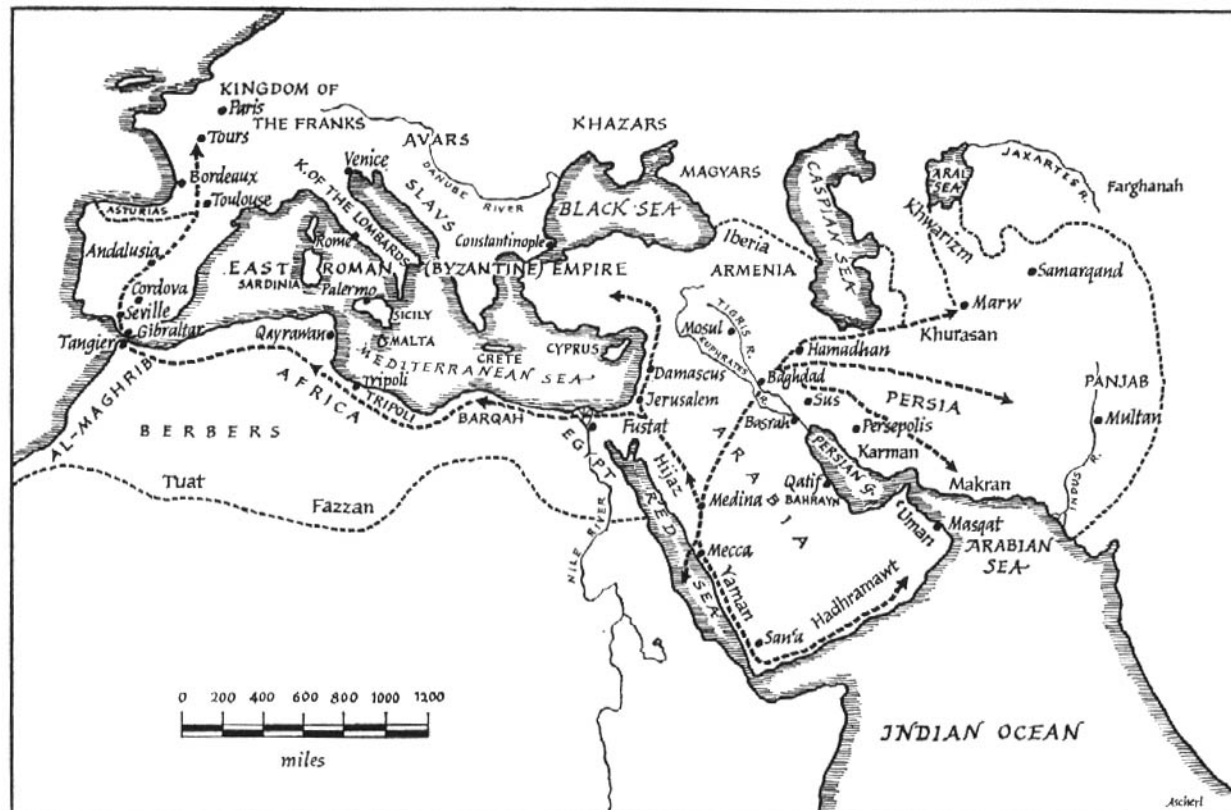 KINGDOM OF
Paris
THE FRANKS
Tours
AVARS
KHAZARS
Venice
MAGYARS
CASPIAN SEA
ARAL
SEA
JAXARTES R.
Farghanah
Bordeaux
Toulouse
ASTURIAS
K. OF THE LOMBARDS
SLAVS
DANUBE
RIVER
BLACK SEA
Khwarizm
Andalusia
Rome
Constantinople
Iberia
EAST ROMAN (BYZANTINE) EMPIRE
SARDINIA
ARMENIA
Samarqand
Cordova
Seville
Gibraltar
Tangier
Palermo
SICILY
MALTA
Qayrawan
MEDITERRANEAN SEA
CRETE
CYPRUS
Mosul
TIGRIS R.
EUPHRATES
R.
Marw
Khurasan
Hamadhan
Damascus
Baghdad
AL-MAGHRIB
AFRICA
Tripoli
TRIPOLI
BARQAH
Jerusalem
Sus
PERSIA
PANJAB
Multan
BERBERS
Fustat
EGYPT
Basrah
Persepolis
Karman
Tuat
Fazzan
Hijaz
ARABIA
PERSIAN G.
Qatif
BAHRAYN
Makran
INDUS R.
Medina
'Uman
Masqat
NILE RIVER
RED SEA
Mecca
ARABIAN
SEA
Yaman
Hadhramawt
San'a
0 200 400 600 800 1100
miles
INDIAN OCEAN
Ascherl